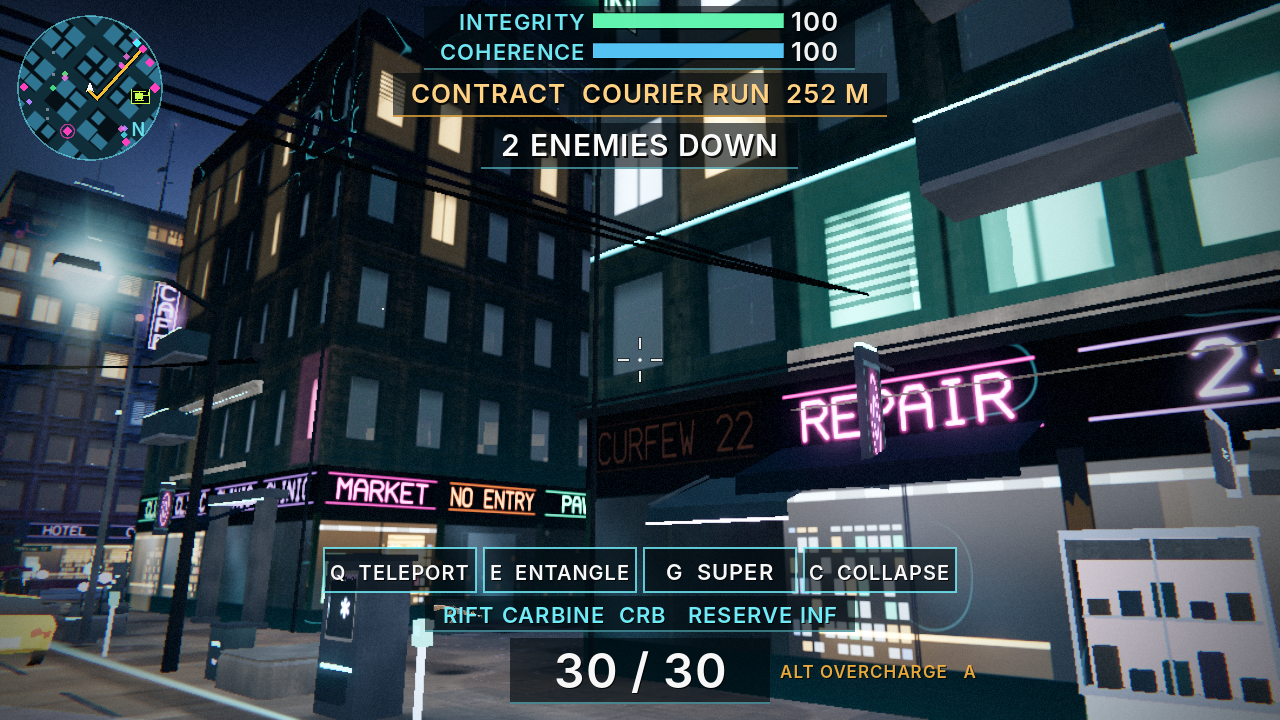 INTEGRITY 100
COHERENCE 100
CONTRACT COURIER RUN 252 M
2 ENEMIES DOWN
N
REPAIR
CURFEW 22
MARKET
NO ENTRY
CLINIC
HOTEL
Q TELEPORT
E ENTANGLE
G SUPER
C COLLAPSE
RIFT CARBINE CRB RESERVE INF
30 / 30
ALT OVERCHARGE A